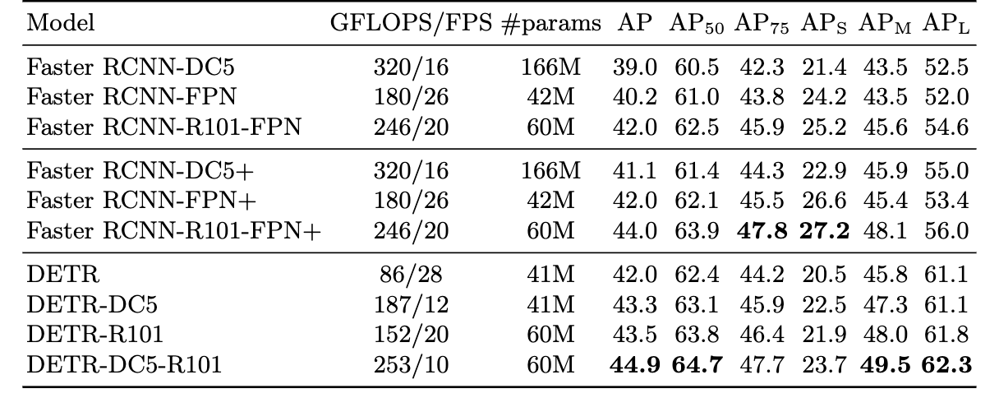 Model GFLOPS/FPS #params AP AP50 AP75 APS APM APL
Faster RCNN-DC5 320/16 166M 39.0 60.5 42.3 21.4 43.5 52.5
Faster RCNN-FPN 180/26 42M 40.2 61.0 43.8 24.2 43.5 52.0
Faster RCNN-R101-FPN 246/20 60M 42.0 62.5 45.9 25.2 45.6 54.6
Faster RCNN-DC5+ 320/16 166M 41.1 61.4 44.3 22.9 45.9 55.0
Faster RCNN-FPN+ 180/26 42M 42.0 62.1 45.5 26.6 45.4 53.4
Faster RCNN-R101-FPN+ 246/20 60M 44.0 63.9 47.8 27.2 48.1 56.0
DETR 86/28 41M 42.0 62.4 44.2 20.5 45.8 61.1
DETR-DC5 187/12 41M 43.3 63.1 45.9 22.5 47.3 61.1
DETR-R101 152/20 60M 43.5 63.8 46.4 21.9 48.0 61.8
DETR-DC5-R101 253/10 60M 44.9 64.7 47.7 23.7 49.5 62.3